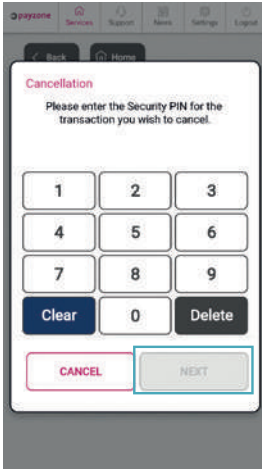 payzone Services Support News Settings Logout
< Back Home
Cancellation
Please enter the Security PIN for the
transaction you wish to cancel.
1 2 3
4 5 6
7 8 9
Clear 0 Delete
CANCEL NEXT